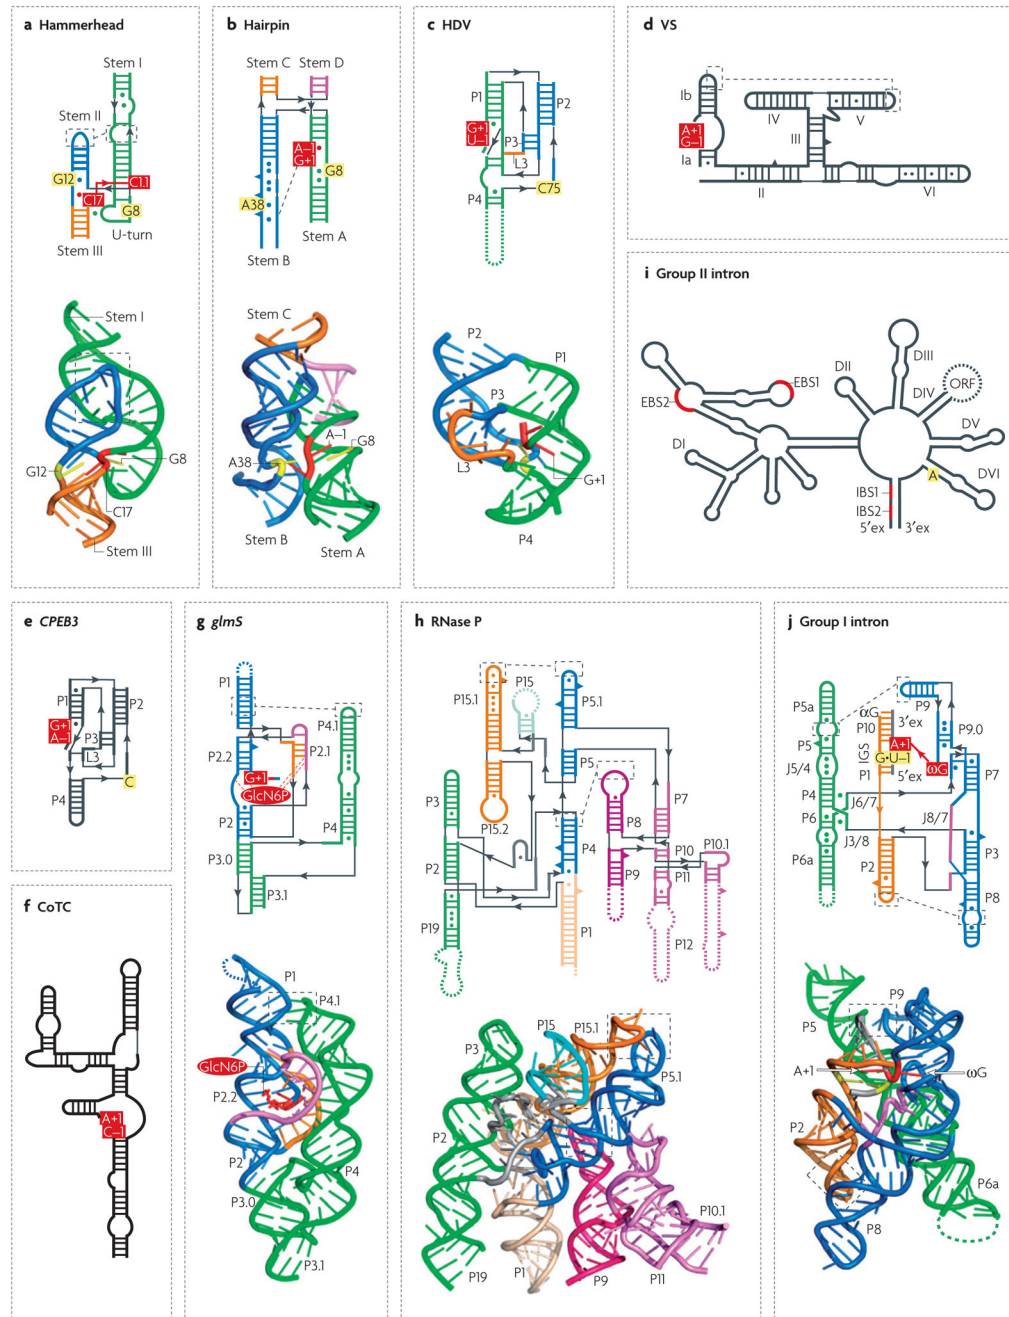 a Hammerhead
Stem I
Stem II
G12
C17
C1.1
G8
U-turn
Stem III
Stem I
G12
G8
C17
Stem III
b Hairpin
Stem C
Stem D
A–1
G+1
G8
A38
Stem A
Stem B
Stem C
A–1
G8
A38
Stem B
Stem A
c HDV
P1
P2
G+1
U–1
P3
L3
C75
P4
P2
P1
P3
L3
G+1
P4
d VS
Ib
A+1
G–1
Ia
IV
V
III
II
VI
i Group II intron
EBS1
EBS2
DI
DII
DIII
DIV
ORF
DV
A
DVI
IBS1
IBS2
5′ex
3′ex
e CPEB3
P1
P2
G+1
A–1
P3
L3
C
P4
f CoTC
A+1
C–1
g glmS
P1
P4.1
P2.2
P2.1
G+1
GlcN6P
P2
P4
P3.0
P3.1
P1
P4.1
GlcN6P
P2.2
P2
P4
P3.0
P3.1
h RNase P
P15.1
P15
P5.1
P5
P3
P15.2
P8
P7
P2
P4
P10
P10.1
P9
P11
P19
P1
P12
P15
P15.1
P3
P5.1
P2
P10.1
P19
P1
P9
P11
j Group I intron
P5a
P9
αG
P10
3′ex
P9.0
P5
IGS
A+1
G•U–1
ωG
J5/4
P1
5′ex
P7
P4
J6/7
P6
J8/7
J3/8
P3
P6a
P2
P8
P9
P5
A+1
ωG
P2
P6a
P8